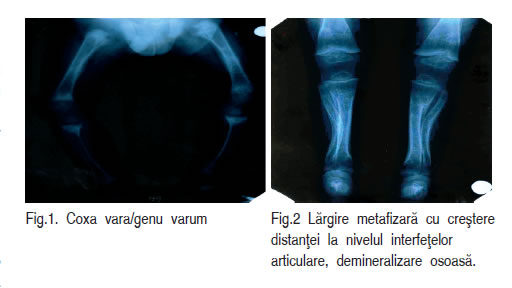 Fig.1. Coxa vara/genu varum
Fig.2 Lărgire metafizară cu creştere
distanţei la nivelul interfeţelor
articulare, demineralizare osoasă.